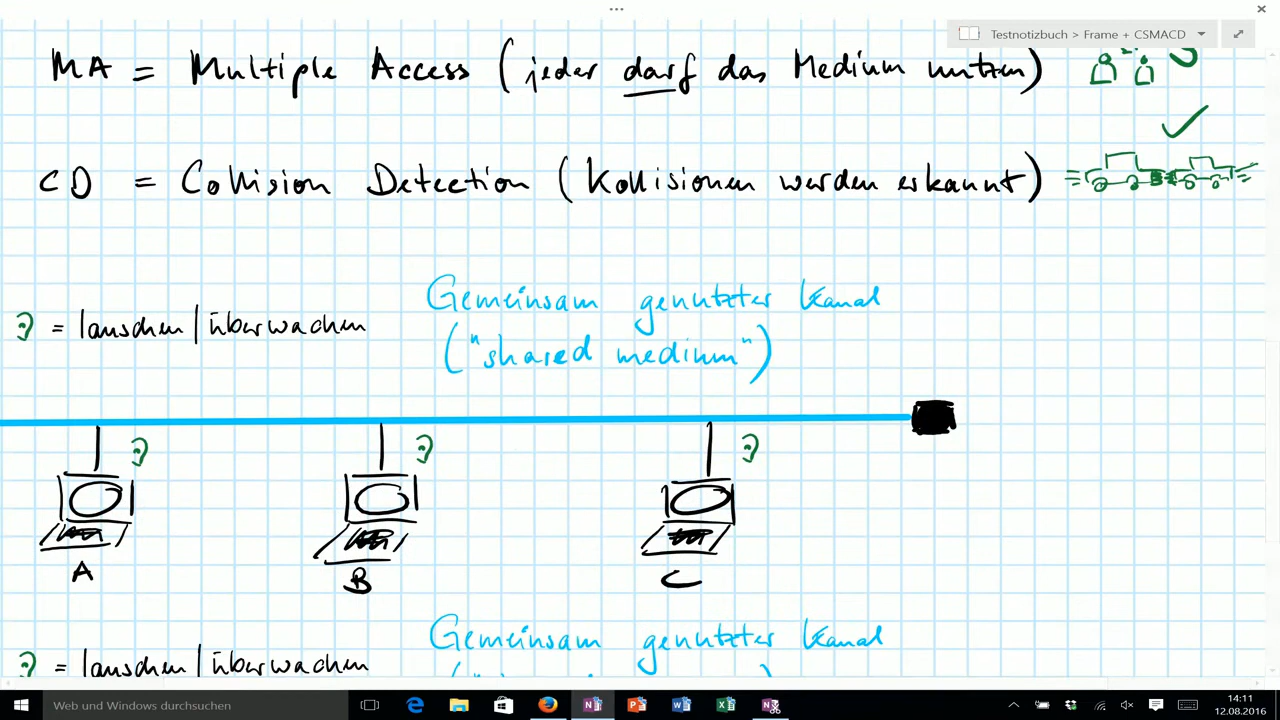 Testnotizbuch > Frame + CSMACD
MA = Multiple Access (jeder darf das Medium nutzen)
CD = Collision Detection (Kollisionen werden erkannt)
Gemeinsam genutzter Kanal
= lauschen/überwachen
("shared medium")
A
B
C
Gemeinsam genutzter Kanal
= lauschen/überwachen
Web und Windows durchsuchen
14:11
12.08.2016